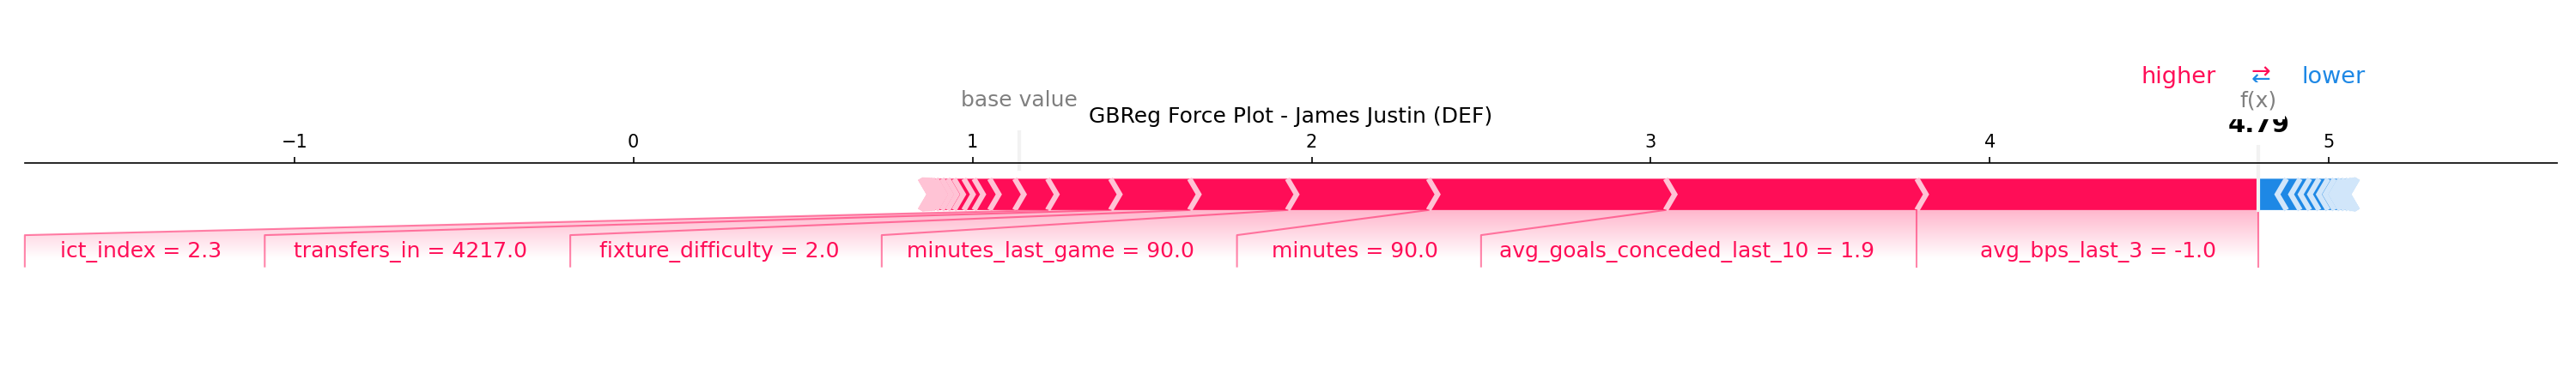 higher ⇄ lower
base value
f(x)
GBReg Force Plot - James Justin (DEF)
4.79
−1 0 1 2 3 4 5
ict_index = 2.3 transfers_in = 4217.0 fixture_difficulty = 2.0 minutes_last_game = 90.0 minutes = 90.0 avg_goals_conceded_last_10 = 1.9 avg_bps_last_3 = -1.0